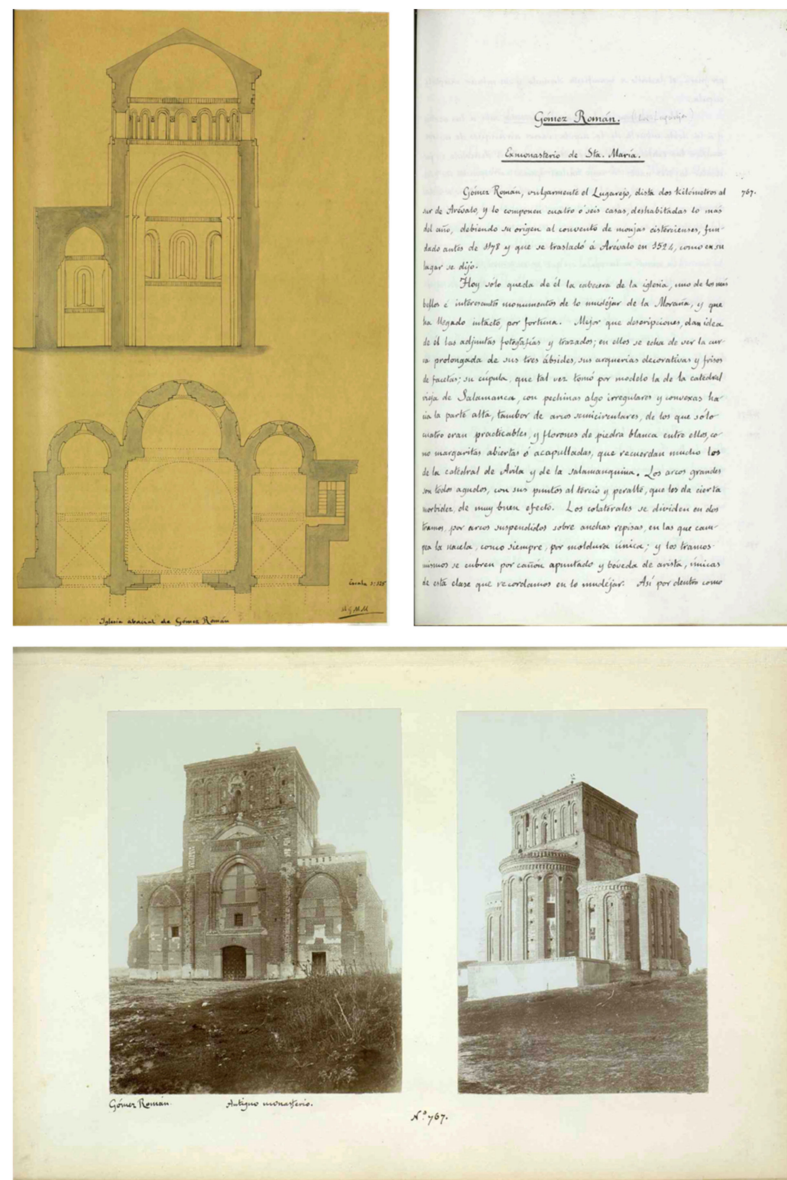 Escala 1:125
Iglesia abacial de Gómez Román
Gómez Román.
Exmonasterio de Sta. María.
Gómez Román, vulgarmente el Lugarejo, dista dos kilómetros al 767.
sur de Arévalo, y lo componen cuatro ó seis casas, deshabitadas lo más
del año, debiendo su origen al convento de monjas cistercienses, fun-
dado antes de 1178 y que se trasladó á Arévalo en 1524, como en su
lugar se dijo.
Hoy sólo queda de él la cabecera de la iglesia, uno de los más
bellos é interesantes monumentos de lo mudéjar de la Moraña, y que
ha llegado intacto, por fortuna. Mejor que descripciones, dan idea
de él las adjuntas fotografías y trazados; en ellos se echa de ver la cur-
va prolongada de sus tres ábsides, sus arquerías decorativas y frisos
de facetas; su cúpula, que tal vez tomó por modelo la de la catedral
vieja de Salamanca, con pechinas algo irregulares y convexas ha-
cia la parte alta, tambor de arcos semicirculares, de los que sólo
cuatro eran practicables, y florones de piedra blanca entre ellos, co-
mo margaritas abiertas ó acapulladas, que recuerdan mucho los
de la catedral de Avila y de la salamanquina. Los arcos grandes
son todos agudos, con sus puntos al tercio y peralte, que les da cierta
morbidez, de muy buen efecto. Los colaterales se dividen en dos
tramos, por arcos suspendidos sobre anchas repisas, en las que cam-
pea la nacela, como siempre, por moldura única; y los tramos
mismos se cubren por cañón apuntado y bóveda de arista, únicas
de esta clase que recordamos en lo mudéjar. Así por dentro como
Gómez Román. Antiguo monasterio.
Nº 767.